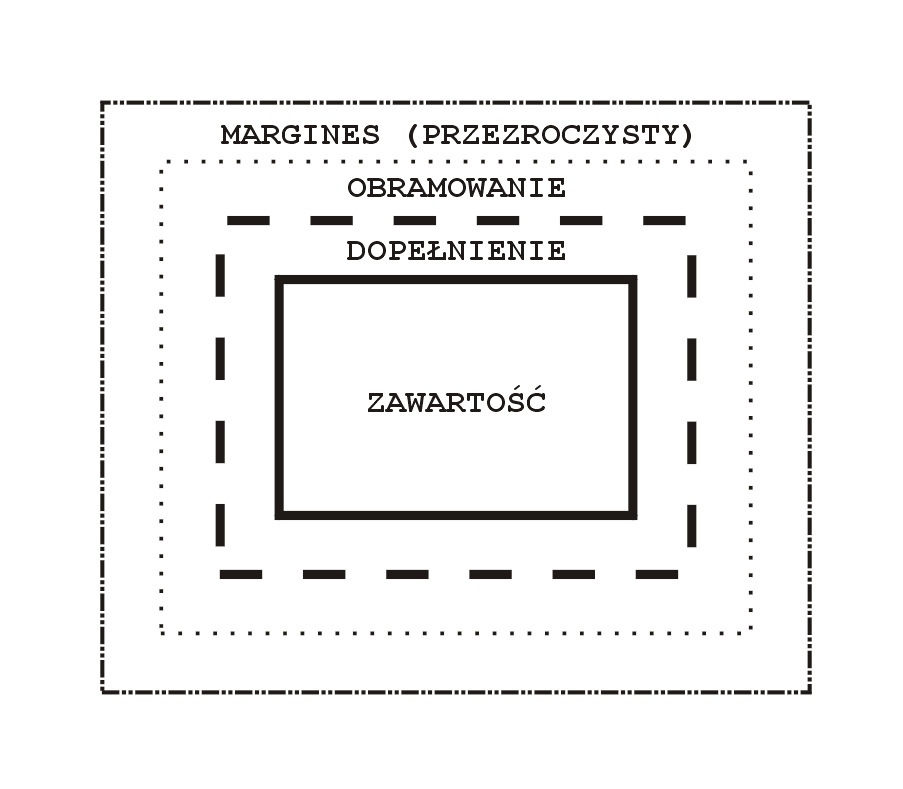 MARGINES (PRZEZROCZYSTY)
OBRAMOWANIE
DOPEŁNIENIE
ZAWARTOŚĆ